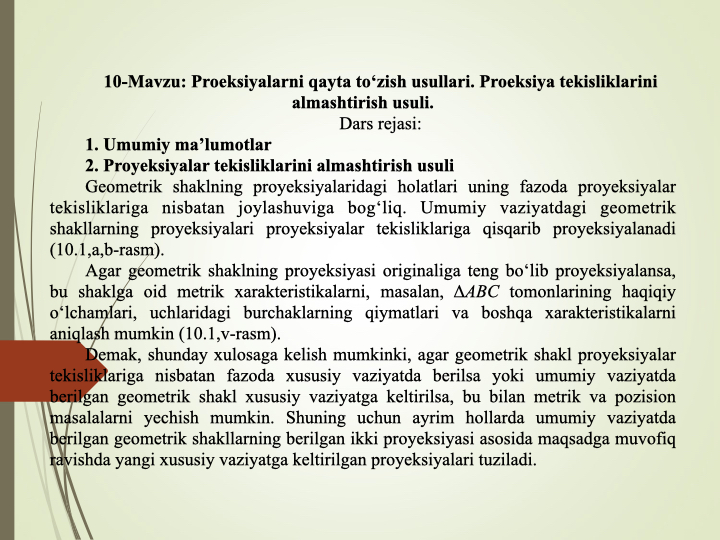 10-Mavzu: Proeksiyalarni qayta to‘zish usullari. Proeksiya tekisliklarini
almashtirish usuli.
Dars rejasi:
1. Umumiy ma’lumotlar
2. Proyeksiyalar tekisliklarini almashtirish usuli
Geometrik shaklning proyeksiyalaridagi holatlari uning fazoda proyeksiyalar
tekisliklariga nisbatan joylashuviga bog‘liq. Umumiy vaziyatdagi geometrik
shakllarning proyeksiyalari proyeksiyalar tekisliklariga qisqarib proyeksiyalanadi
(10.1,a,b-rasm).
Agar geometrik shaklning proyeksiyasi originaliga teng bo‘lib proyeksiyalansa,
bu shaklga oid metrik xarakteristikalarni, masalan, ∆ABC tomonlarining haqiqiy
o‘lchamlari, uchlaridagi burchaklarning qiymatlari va boshqa xarakteristikalarni
aniqlash mumkin (10.1,v-rasm).
Demak, shunday xulosaga kelish mumkinki, agar geometrik shakl proyeksiyalar
tekisliklariga nisbatan fazoda xususiy vaziyatda berilsa yoki umumiy vaziyatda
berilgan geometrik shakl xususiy vaziyatga keltirilsa, bu bilan metrik va pozision
masalalarni yechish mumkin. Shuning uchun ayrim hollarda umumiy vaziyatda
berilgan geometrik shakllarning berilgan ikki proyeksiyasi asosida maqsadga muvofiq
ravishda yangi xususiy vaziyatga keltirilgan proyeksiyalari tuziladi.